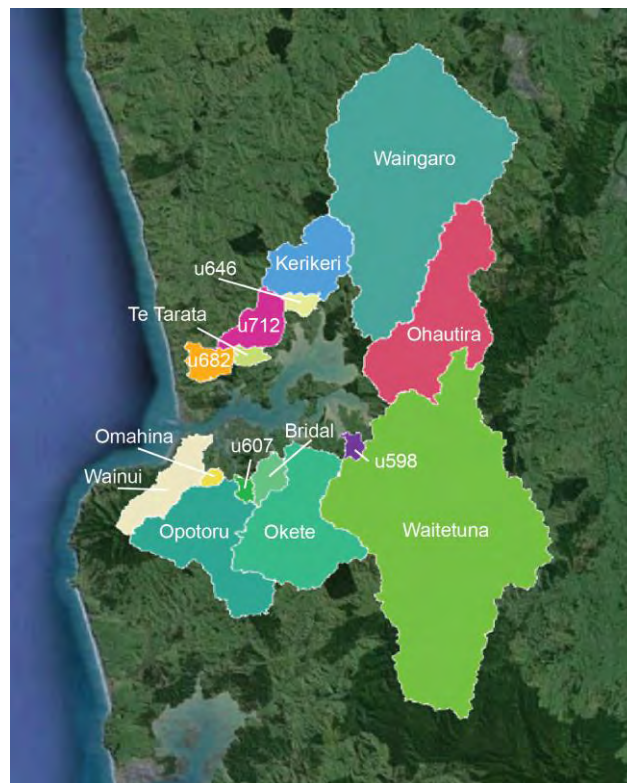 Waingaro
Kerikeri
u646
Te Tarata
u712
Ohautira
u682
Omahina
u607
Bridal
Wainui
u598
Opotoru
Okete
Waitetuna